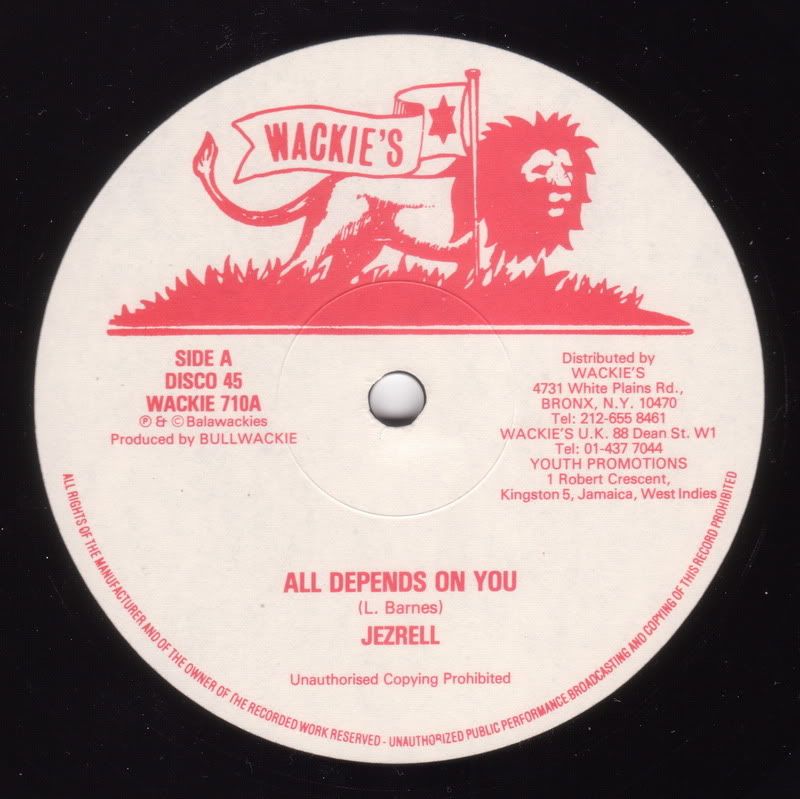 WACKIE'S
SIDE A
DISCO 45
WACKIE 710A
℗ & © Balawackies
Produced by BULLWACKIE
Distributed by
WACKIE'S
4731 White Plains Rd.,
BRONX, N.Y. 10470
Tel: 212-655 8461
WACKIE'S U.K. 88 Dean St. W1
Tel: 01-437 7044
YOUTH PROMOTIONS
1 Robert Crescent,
Kingston 5, Jamaica, West Indies
ALL DEPENDS ON YOU
(L. Barnes)
JEZRELL
Unauthorised Copying Prohibited
ALL RIGHTS OF THE MANUFACTURER AND OF THE OWNER OF THE RECORDED WORK RESERVED - UNAUTHORIZED PUBLIC PERFORMANCE BROADCASTING AND COPYING OF THIS RECORD PROHIBITED